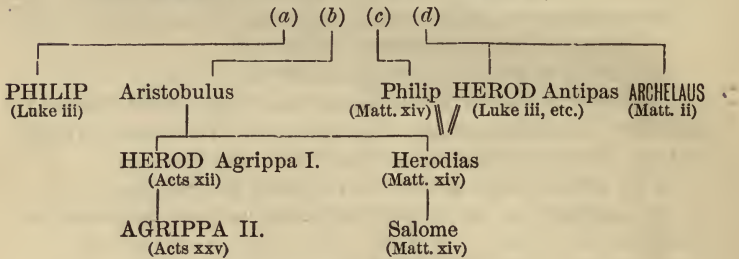 (a) (b) (c) (d)
PHILIP Aristobulus Philip HEROD Antipas ARCHELAUS
(Luke iii) (Matt. xiv) (Luke iii, etc.) (Matt. ii)
HEROD Agrippa I. Herodias
(Acts xii) (Matt. xiv)
AGRIPPA II. Salome
(Acts xxv) (Matt. xiv)